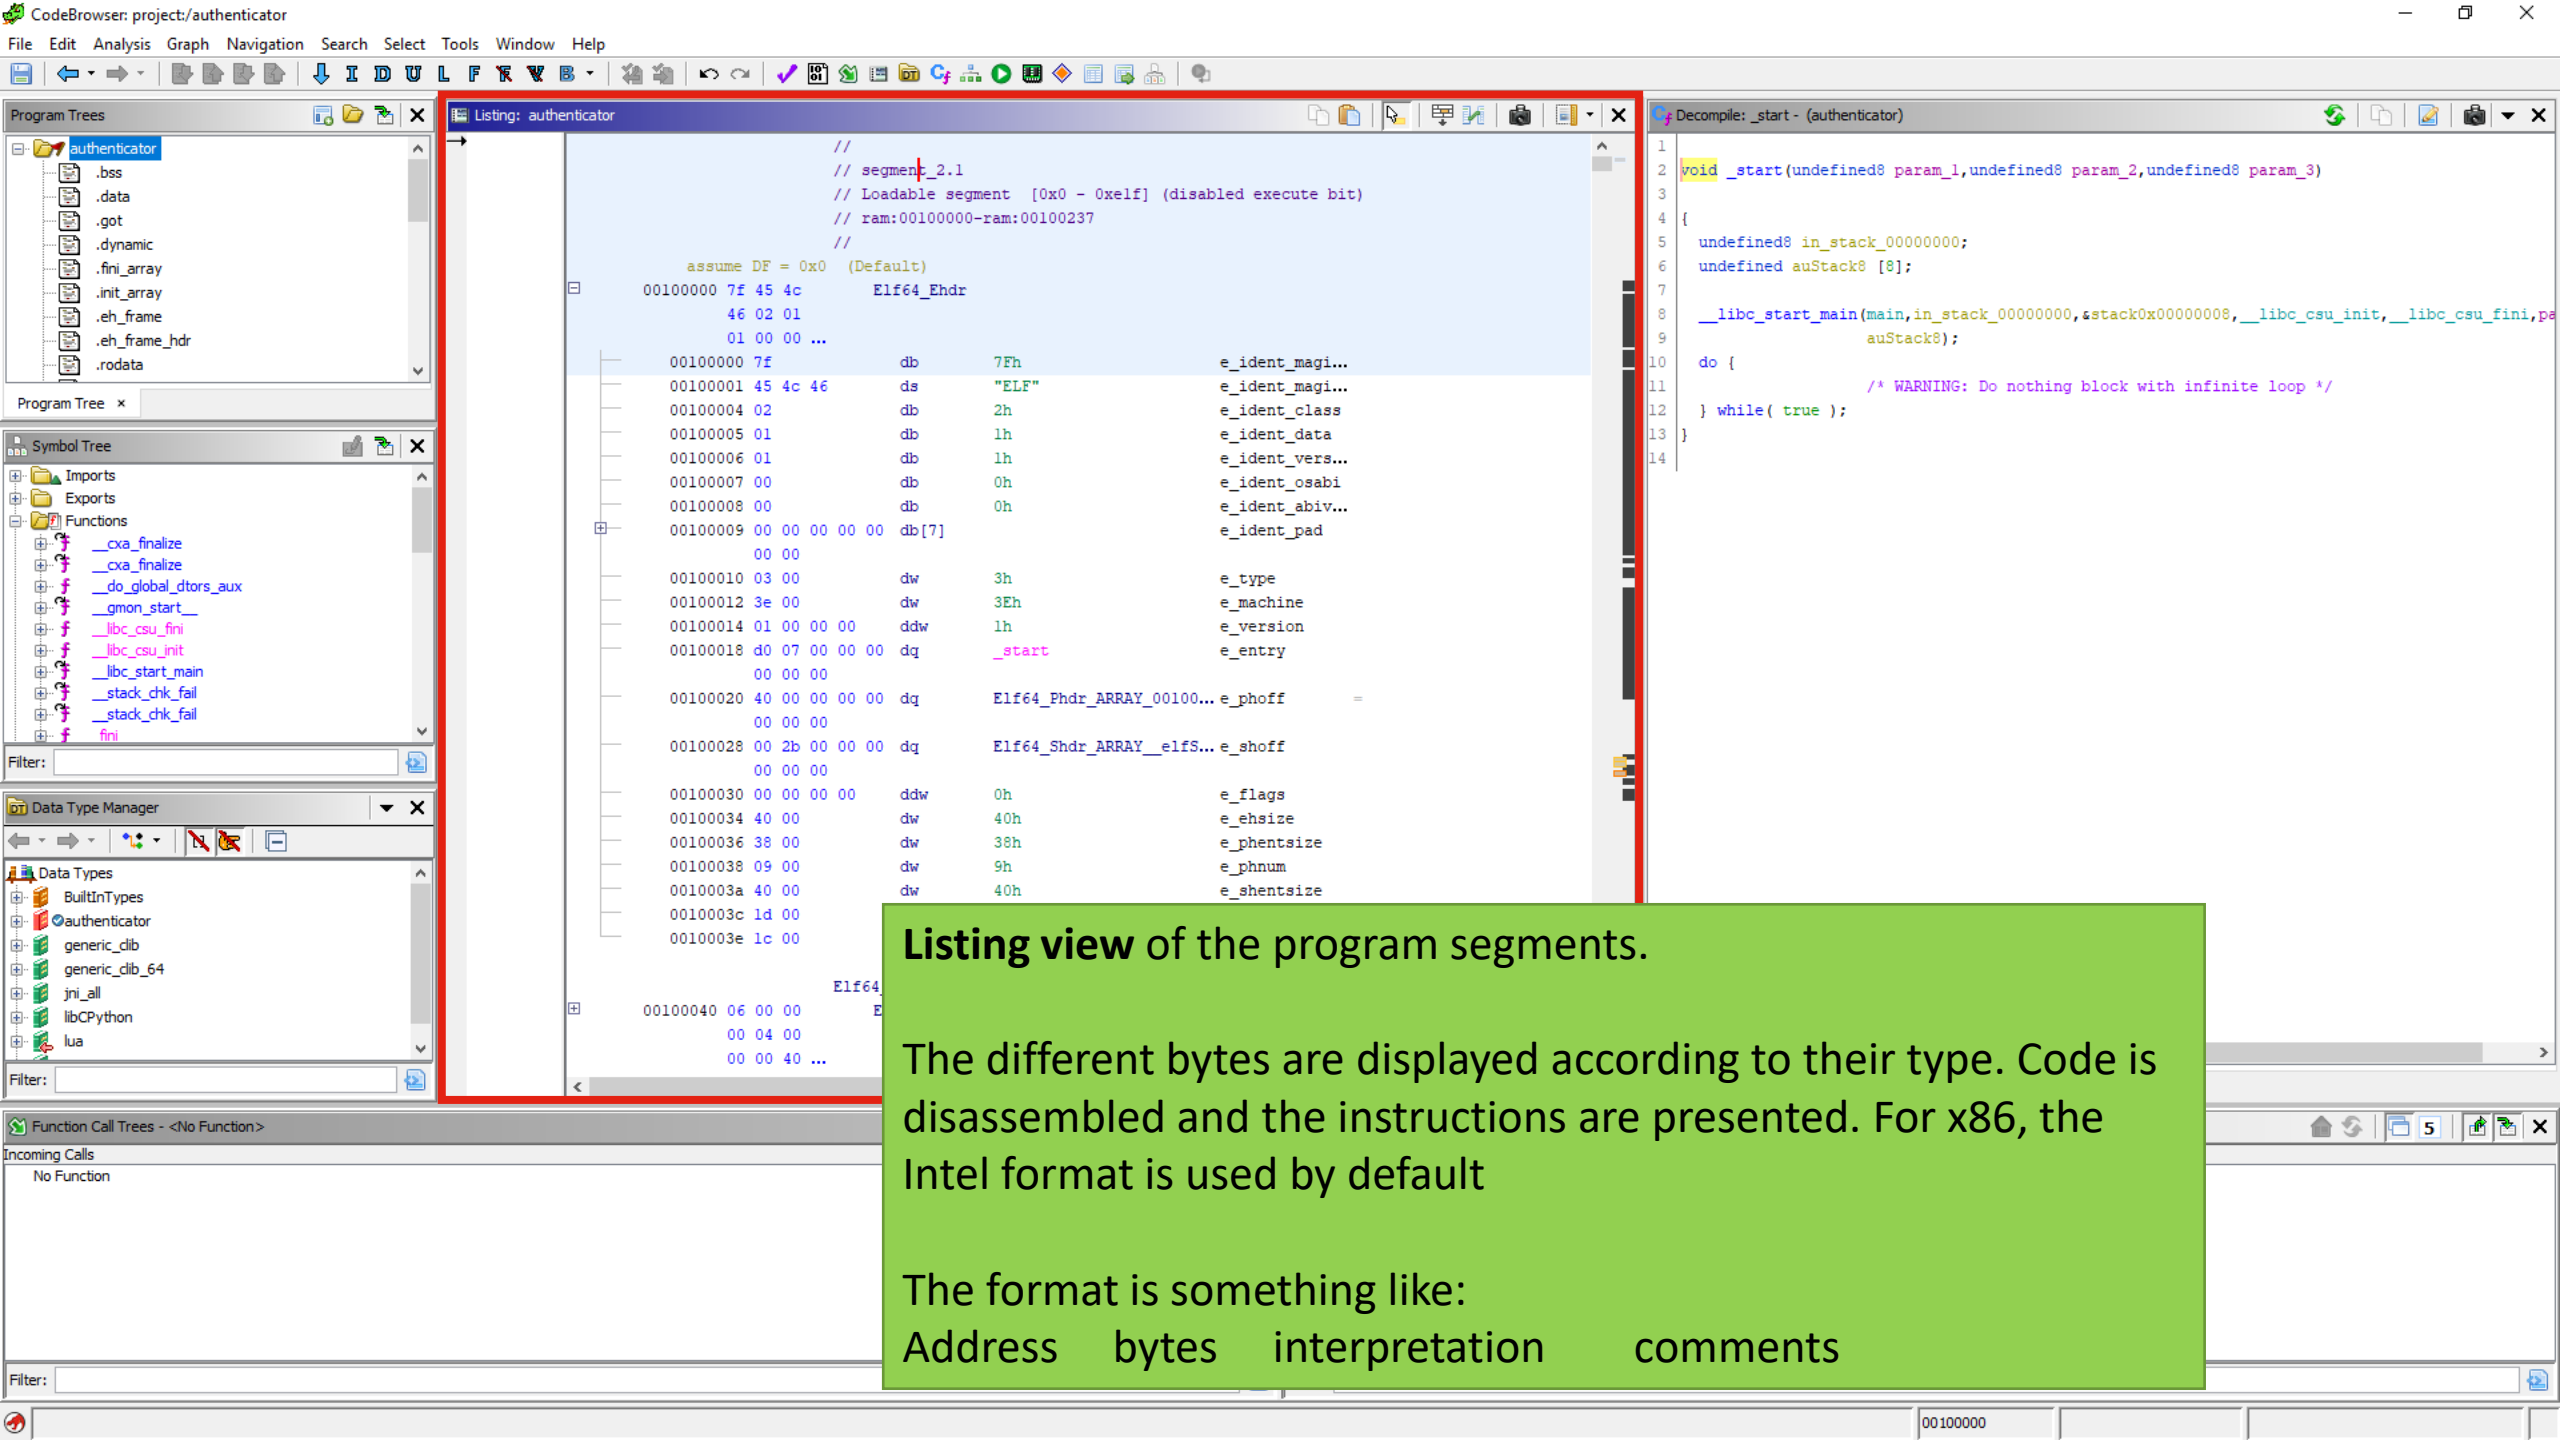 CodeBrowser: project:/authenticator
File Edit Analysis Graph Navigation Search Select Tools Window Help
I D U L F V B
Program Trees
authenticator
.bss
.data
.got
.dynamic
.fini_array
.init_array
.eh_frame
.eh_frame_hdr
.rodata
Program Tree ×
Symbol Tree
Imports
Exports
Functions
__cxa_finalize
__cxa_finalize
__do_global_dtors_aux
__gmon_start__
__libc_csu_fini
__libc_csu_init
__libc_start_main
__stack_chk_fail
__stack_chk_fail
_fini
Filter:
Data Type Manager
Data Types
BuiltInTypes
authenticator
generic_clib
generic_clib_64
jni_all
libCPython
lua
Filter:
Listing: authenticator
//
// segment_2.1
// Loadable segment [0x0 - 0xe1f] (disabled execute bit)
// ram:00100000-ram:00100237
//
assume DF = 0x0 (Default)
00100000 7f 45 4c Elf64_Ehdr
46 02 01
01 00 00 ...
00100000 7f db 7Fh e_ident_magi...
00100001 45 4c 46 ds "ELF" e_ident_magi...
00100004 02 db 2h e_ident_class
00100005 01 db 1h e_ident_data
00100006 01 db 1h e_ident_vers...
00100007 00 db 0h e_ident_osabi
00100008 00 db 0h e_ident_abiv...
00100009 00 00 00 00 00 db[7] e_ident_pad
00 00
00100010 03 00 dw 3h e_type
00100012 3e 00 dw 3Eh e_machine
00100014 01 00 00 00 ddw 1h e_version
00100018 d0 07 00 00 00 dq _start e_entry
00 00 00
00100020 40 00 00 00 00 dq Elf64_Phdr_ARRAY_00100... e_phoff =
00 00 00
00100028 00 2b 00 00 00 dq Elf64_Shdr_ARRAY__elfS... e_shoff
00 00 00
00100030 00 00 00 00 ddw 0h e_flags
00100034 40 00 dw 40h e_ehsize
00100036 38 00 dw 38h e_phentsize
00100038 09 00 dw 9h e_phnum
0010003a 40 00 dw 40h e_shentsize
0010003c 1d 00
0010003e 1c 00
Elf64_
00100040 06 00 00 E
00 04 00
00 00 40 ...
Decompile: _start - (authenticator)
1
2 void _start(undefined8 param_1,undefined8 param_2,undefined8 param_3)
3
4 {
5 undefined8 in_stack_00000000;
6 undefined auStack8 [8];
7
8 __libc_start_main(main,in_stack_00000000,&stack0x00000008,__libc_csu_init,__libc_csu_fini,pa
9 auStack8);
10 do {
11 /* WARNING: Do nothing block with infinite loop */
12 } while( true );
13 }
14
Listing view of the program segments.
The different bytes are displayed according to their type. Code is
disassembled and the instructions are presented. For x86, the
Intel format is used by default
The format is something like:
Address bytes interpretation comments
Function Call Trees - <No Function>
5
Incoming Calls
No Function
Filter:
00100000